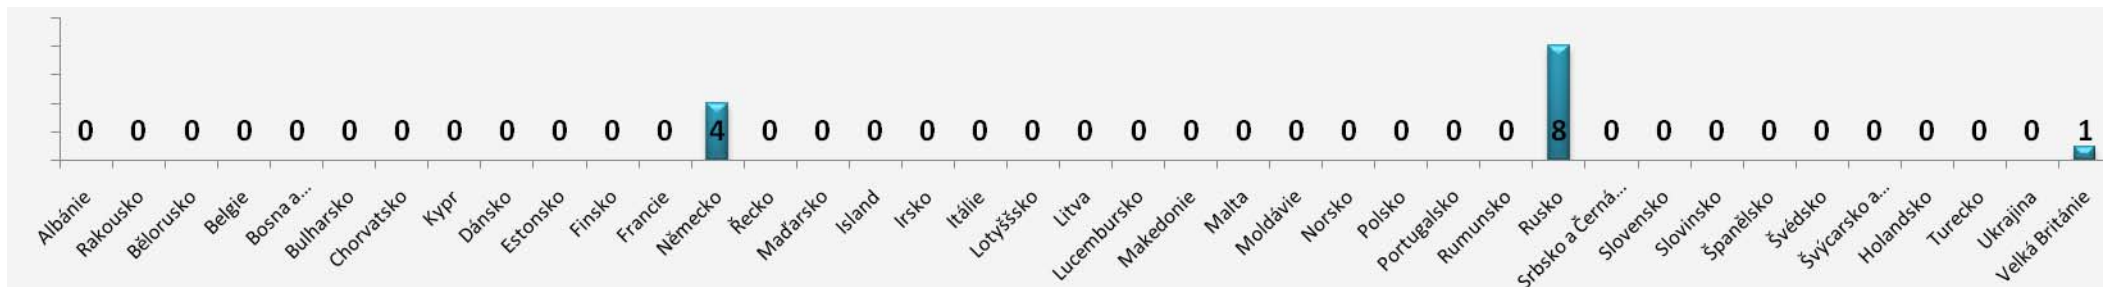 0 0 0 0 0 0 0 0 0 0 0 0 4 0 0 0 0 0 0 0 0 0 0 0 0 0 0 0 8 0 0 0 0 0 0 0 0 0 1
Albánie
Rakousko
Bělorusko
Belgie
Bosna a...
Bulharsko
Chorvatsko
Kypr
Dánsko
Estonsko
Finsko
Francie
Německo
Řecko
Maďarsko
Island
Irsko
Itálie
Lotyššsko
Litva
Lucembursko
Makedonie
Malta
Moldávie
Norsko
Polsko
Portugalsko
Rumunsko
Rusko
Srbsko a Černá...
Slovensko
Slovinsko
Španělsko
Švédsko
Švýcarsko a...
Holandsko
Turecko
Ukrajina
Velká Británie